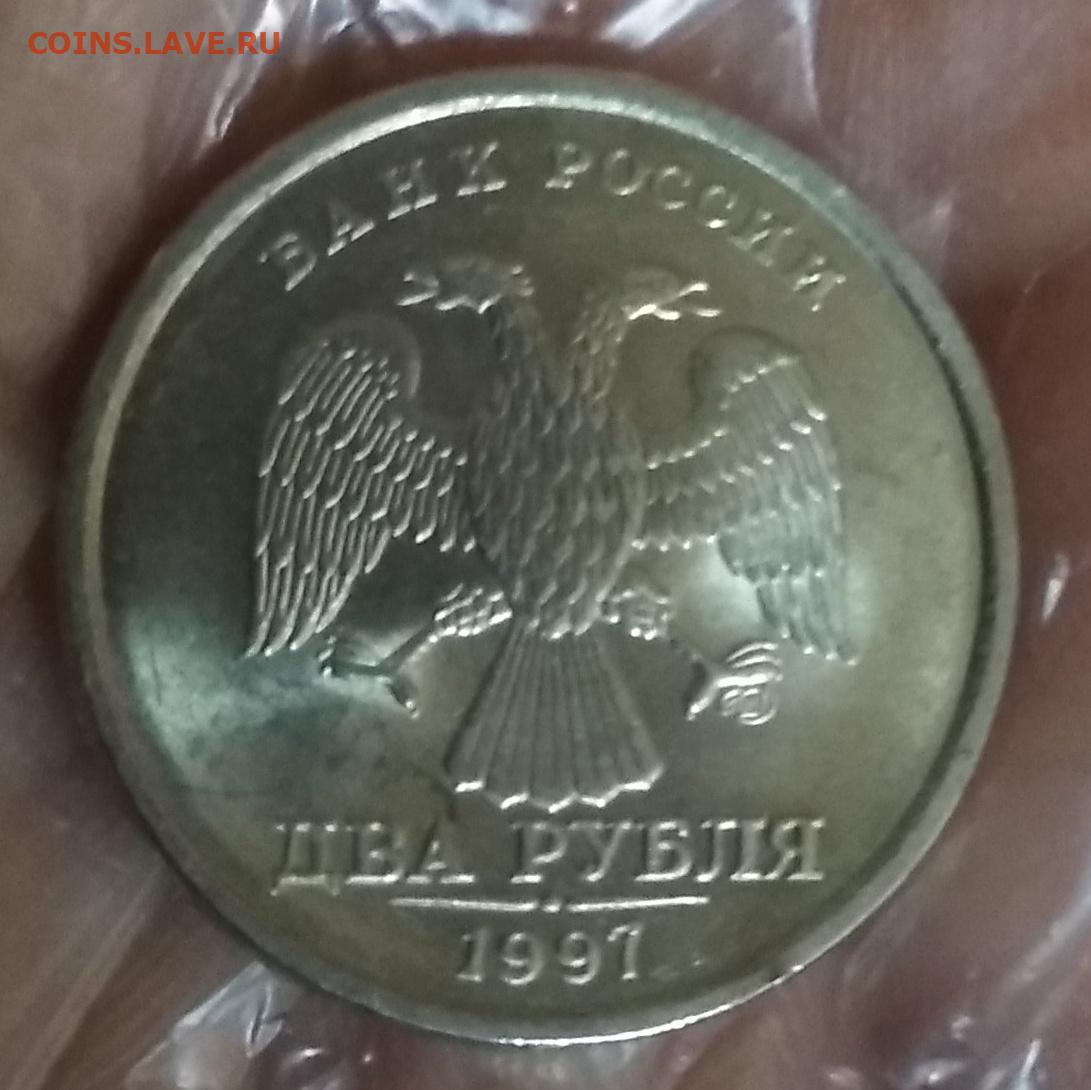 COINS.LAVE.RU
БАНК РОССИИ
ДВА РУБЛЯ
1997